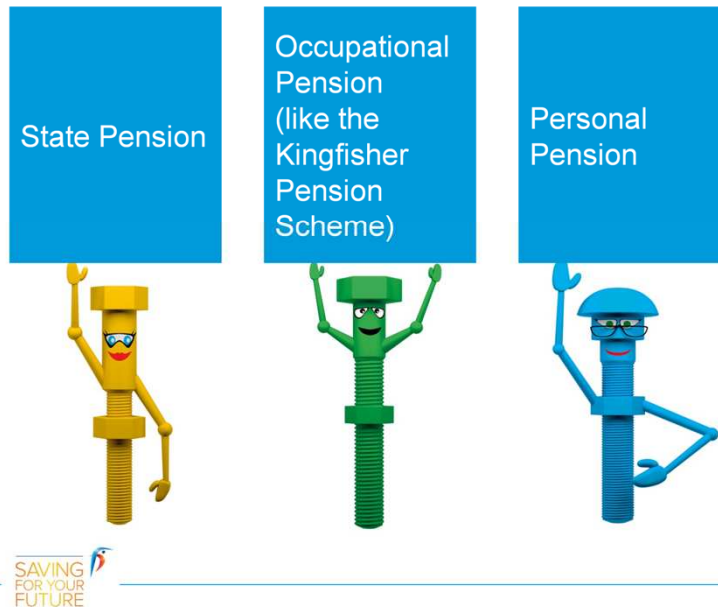 State Pension
Occupational
Pension
(like the
Kingfisher
Pension
Scheme)
Personal
Pension
SAVING
FOR YOUR
FUTURE